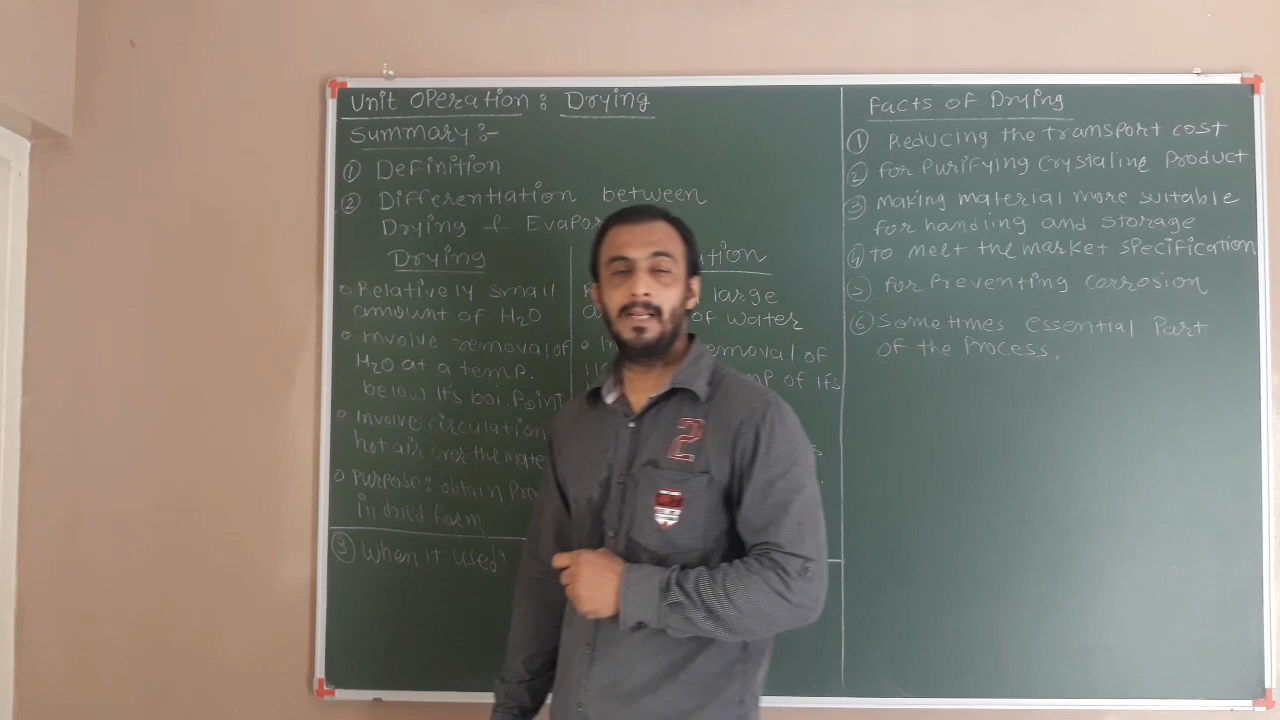 Unit Operation : Drying
Summary :-
① Definition
② Differentiation between
Drying & Evapor
Drying
ation
o Relatively small
amount of H2O
o Involve removal of
H2O at a temp.
below It's boi. Point
o Involve circulation
hot air over the mate
o Purpose: obtain Pro
in dried form
large
of water
emoval of
mp of its
③ When it used?
Facts of Drying
① Reducing the transport cost
② for Purifying Crystaline Product
③ making material more suitable
for handling and storage
④ to meet the market specification
⑤ for Preventing corrosion
⑥ Sometimes essential Part
of the Process.
2